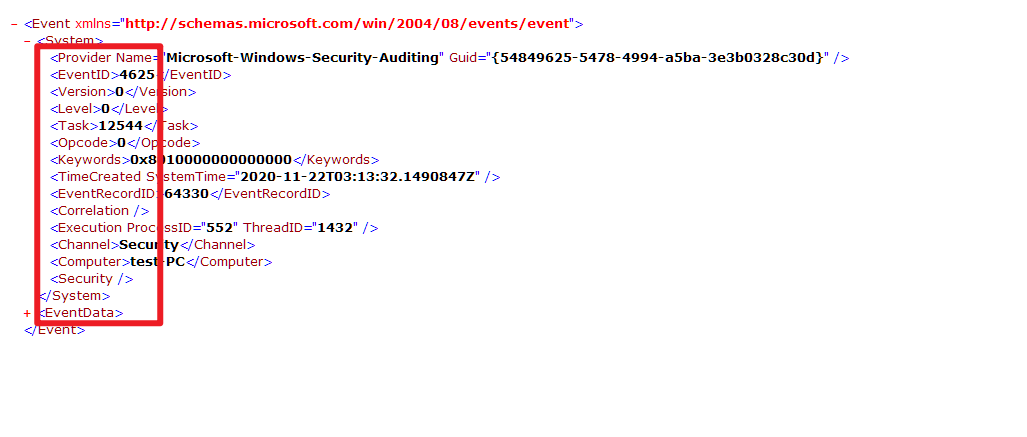 - <Event xmlns="http://schemas.microsoft.com/win/2004/08/events/event">
- <System>
<Provider Name="Microsoft-Windows-Security-Auditing" Guid="{54849625-5478-4994-a5ba-3e3b0328c30d}" />
<EventID>4625</EventID>
<Version>0</Version>
<Level>0</Level>
<Task>12544</Task>
<Opcode>0</Opcode>
<Keywords>0x8010000000000000</Keywords>
<TimeCreated SystemTime="2020-11-22T03:13:32.1490847Z" />
<EventRecordID>64330</EventRecordID>
<Correlation />
<Execution ProcessID="552" ThreadID="1432" />
<Channel>Security</Channel>
<Computer>test-PC</Computer>
<Security />
</System>
+ <EventData>
</Event>